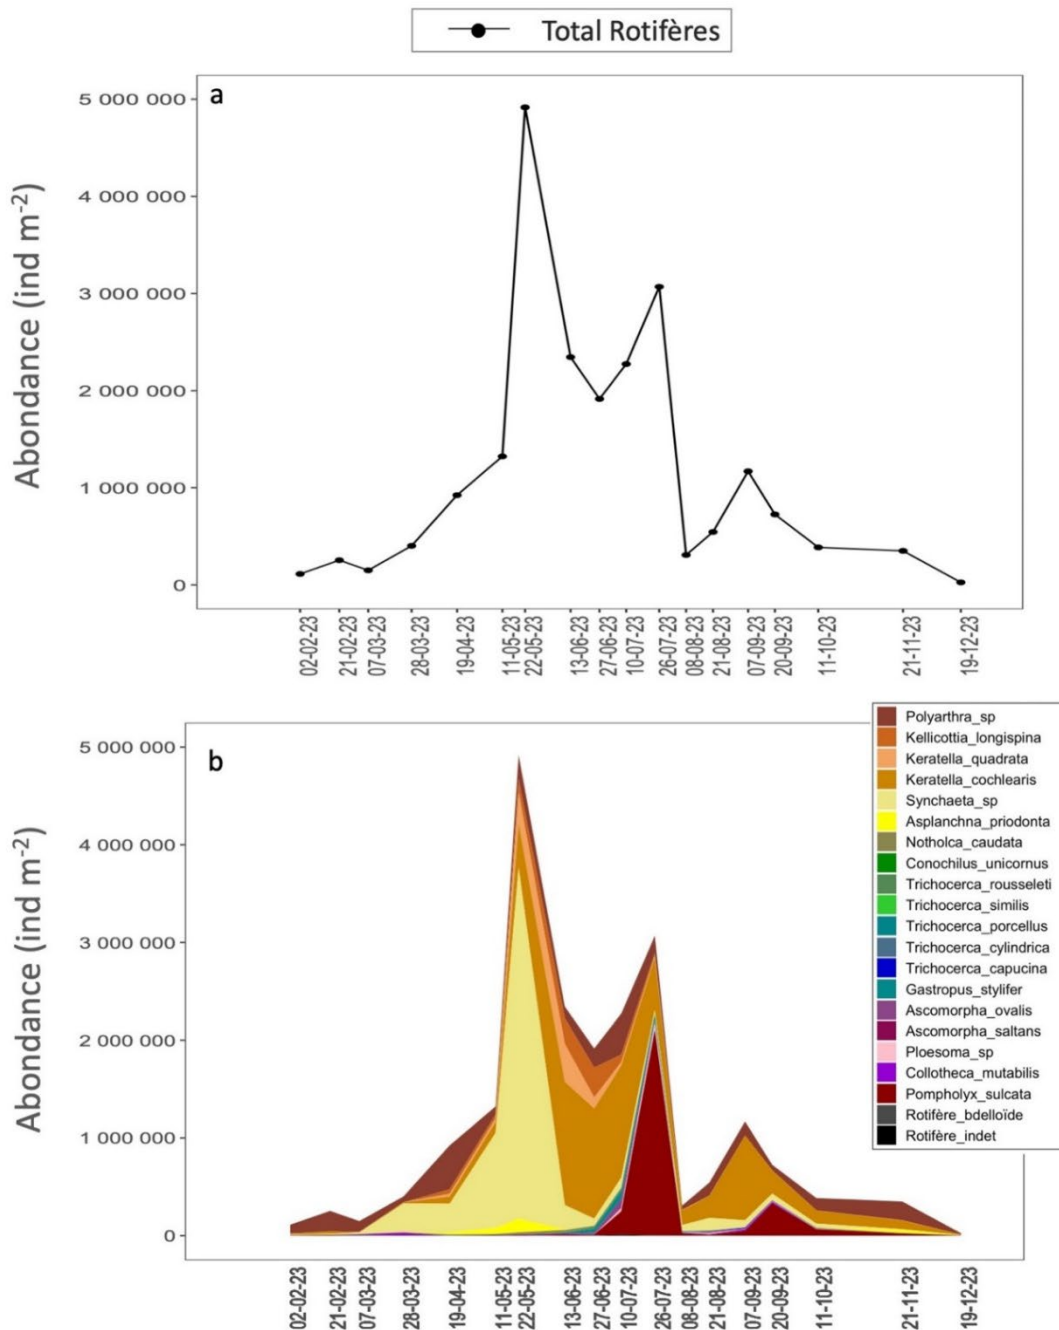 Total Rotifères
a
Abondance (ind m-2)
5 000 000
4 000 000
3 000 000
2 000 000
1 000 000
0
02-02-23
21-02-23
07-03-23
28-03-23
19-04-23
11-05-23
22-05-23
13-06-23
27-06-23
10-07-23
26-07-23
08-08-23
21-08-23
07-09-23
20-09-23
11-10-23
21-11-23
19-12-23
b
Abondance (ind m-2)
5 000 000
4 000 000
3 000 000
2 000 000
1 000 000
0
Polyarthra_sp
Kellicottia_longispina
Keratella_quadrata
Keratella_cochlearis
Synchaeta_sp
Asplanchna_priodonta
Notholca_caudata
Conochilus_unicornus
Trichocerca_rousseleti
Trichocerca_similis
Trichocerca_porcellus
Trichocerca_cylindrica
Trichocerca_capucina
Gastropus_stylifer
Ascomorpha_ovalis
Ascomorpha_saltans
Ploesoma_sp
Collotheca_mutabilis
Pompholyx_sulcata
Rotifère_bdelloïde
Rotifère_indet
02-02-23
21-02-23
07-03-23
28-03-23
19-04-23
11-05-23
22-05-23
13-06-23
27-06-23
10-07-23
26-07-23
08-08-23
21-08-23
07-09-23
20-09-23
11-10-23
21-11-23
19-12-23